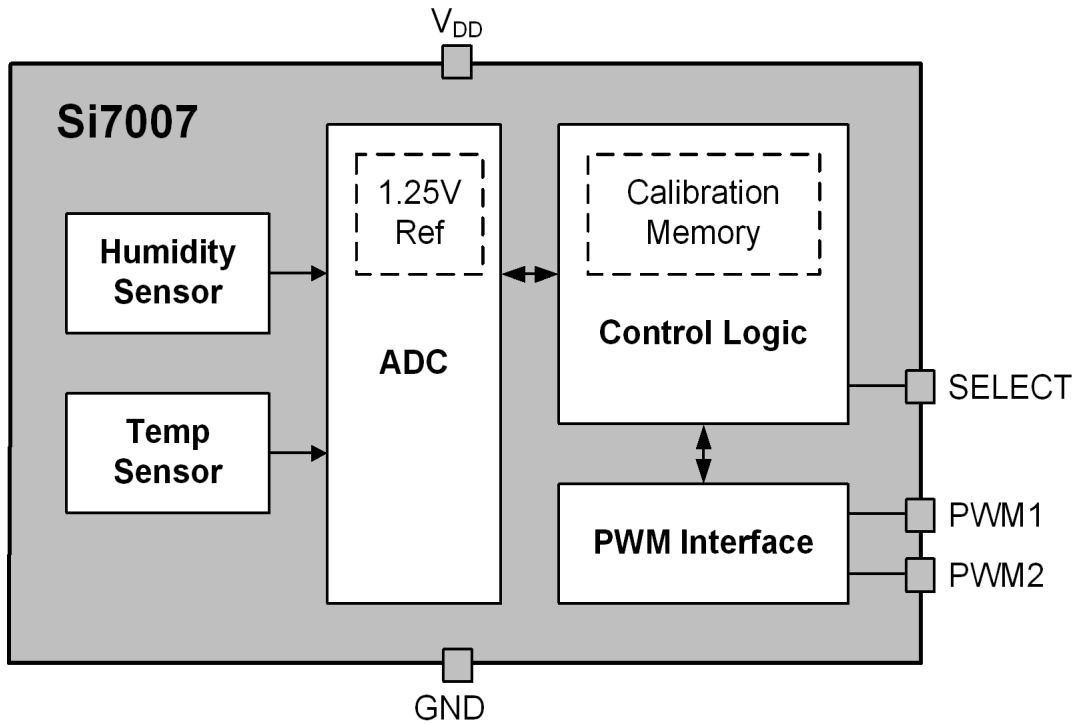 VDD
Si7007
1.25V
Ref
Calibration
Memory
Humidity
Sensor
Control Logic
ADC
SELECT
Temp
Sensor
PWM1
PWM Interface
PWM2
GND